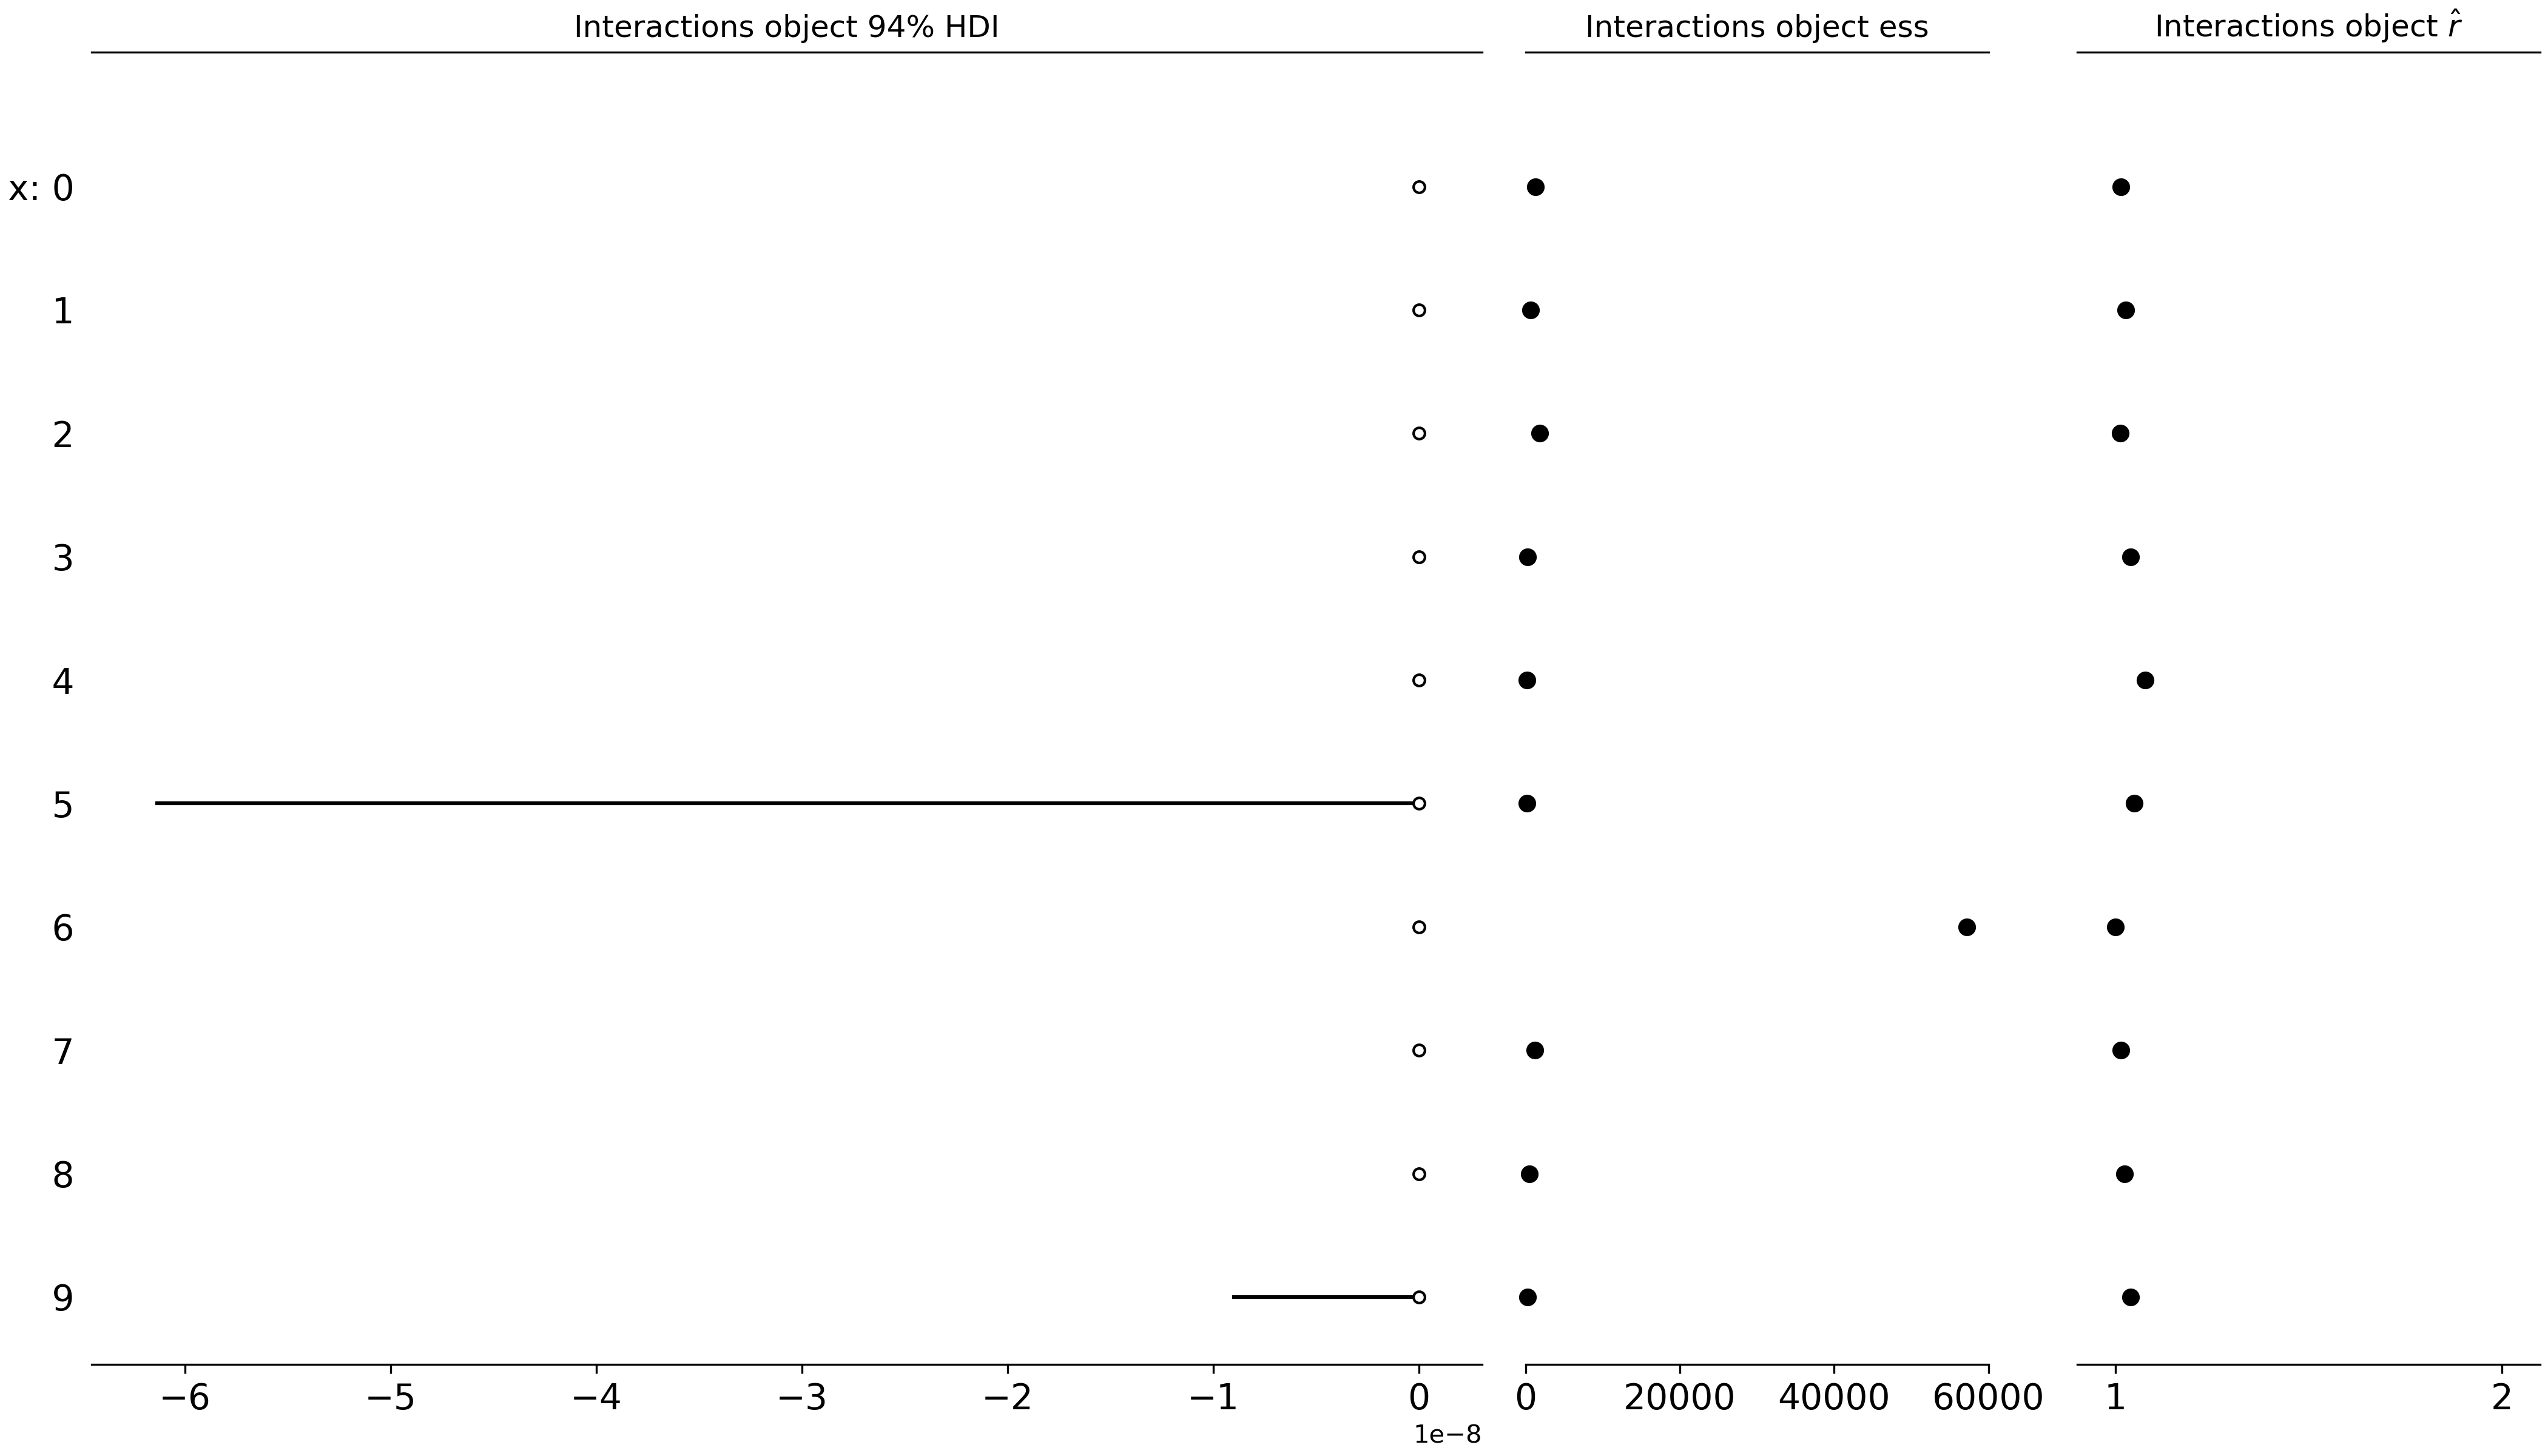 Interactions object 94% HDI
Interactions object ess
Interactions object r̂
x: 0
1
2
3
4
5
6
7
8
9
−6 −5 −4 −3 −2 −1 0
1e−8
0 20000 40000 60000
1 2